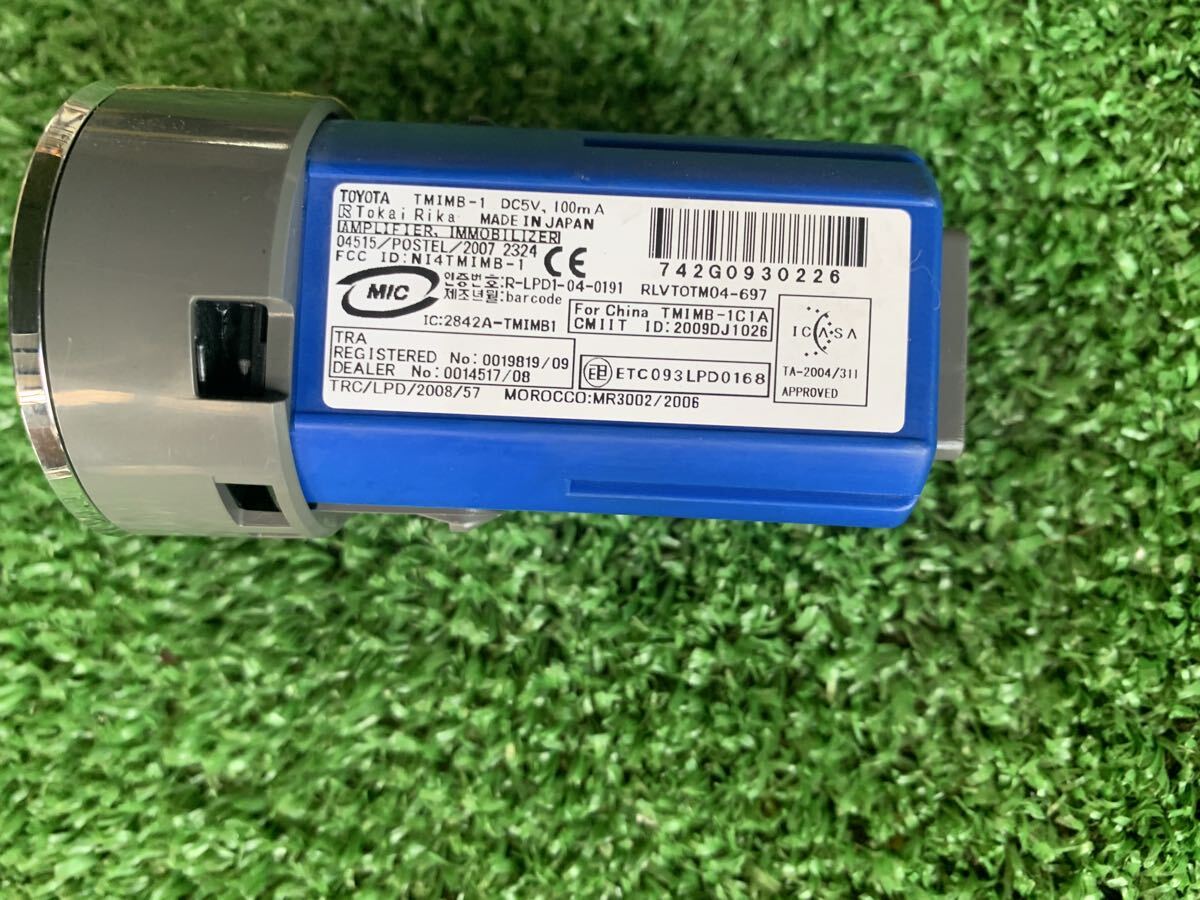 TOYOTA TMIMB-1 DC5V, 100mA
Tokai Rika MADE IN JAPAN
AMPLIFIER, IMMOBILIZER
04515/POSTEL/2007 2324
FCC ID:NI4TMIMB-1
CE
742G0930226
MIC
인증번호:R-LPD1-04-0191
제조년월:barcode
RLVTOTM04-697
IC:2842A-TMIMB1
For China TMIMB-1C1A
CMIIT ID:2009DJ1026
ICASA
TA-2004/311
APPROVED
TRA
REGISTERED No:0019819/09
DEALER No:0014517/08
ETC093LPD0168
TRC/LPD/2008/57
MOROCCO:MR3002/2006